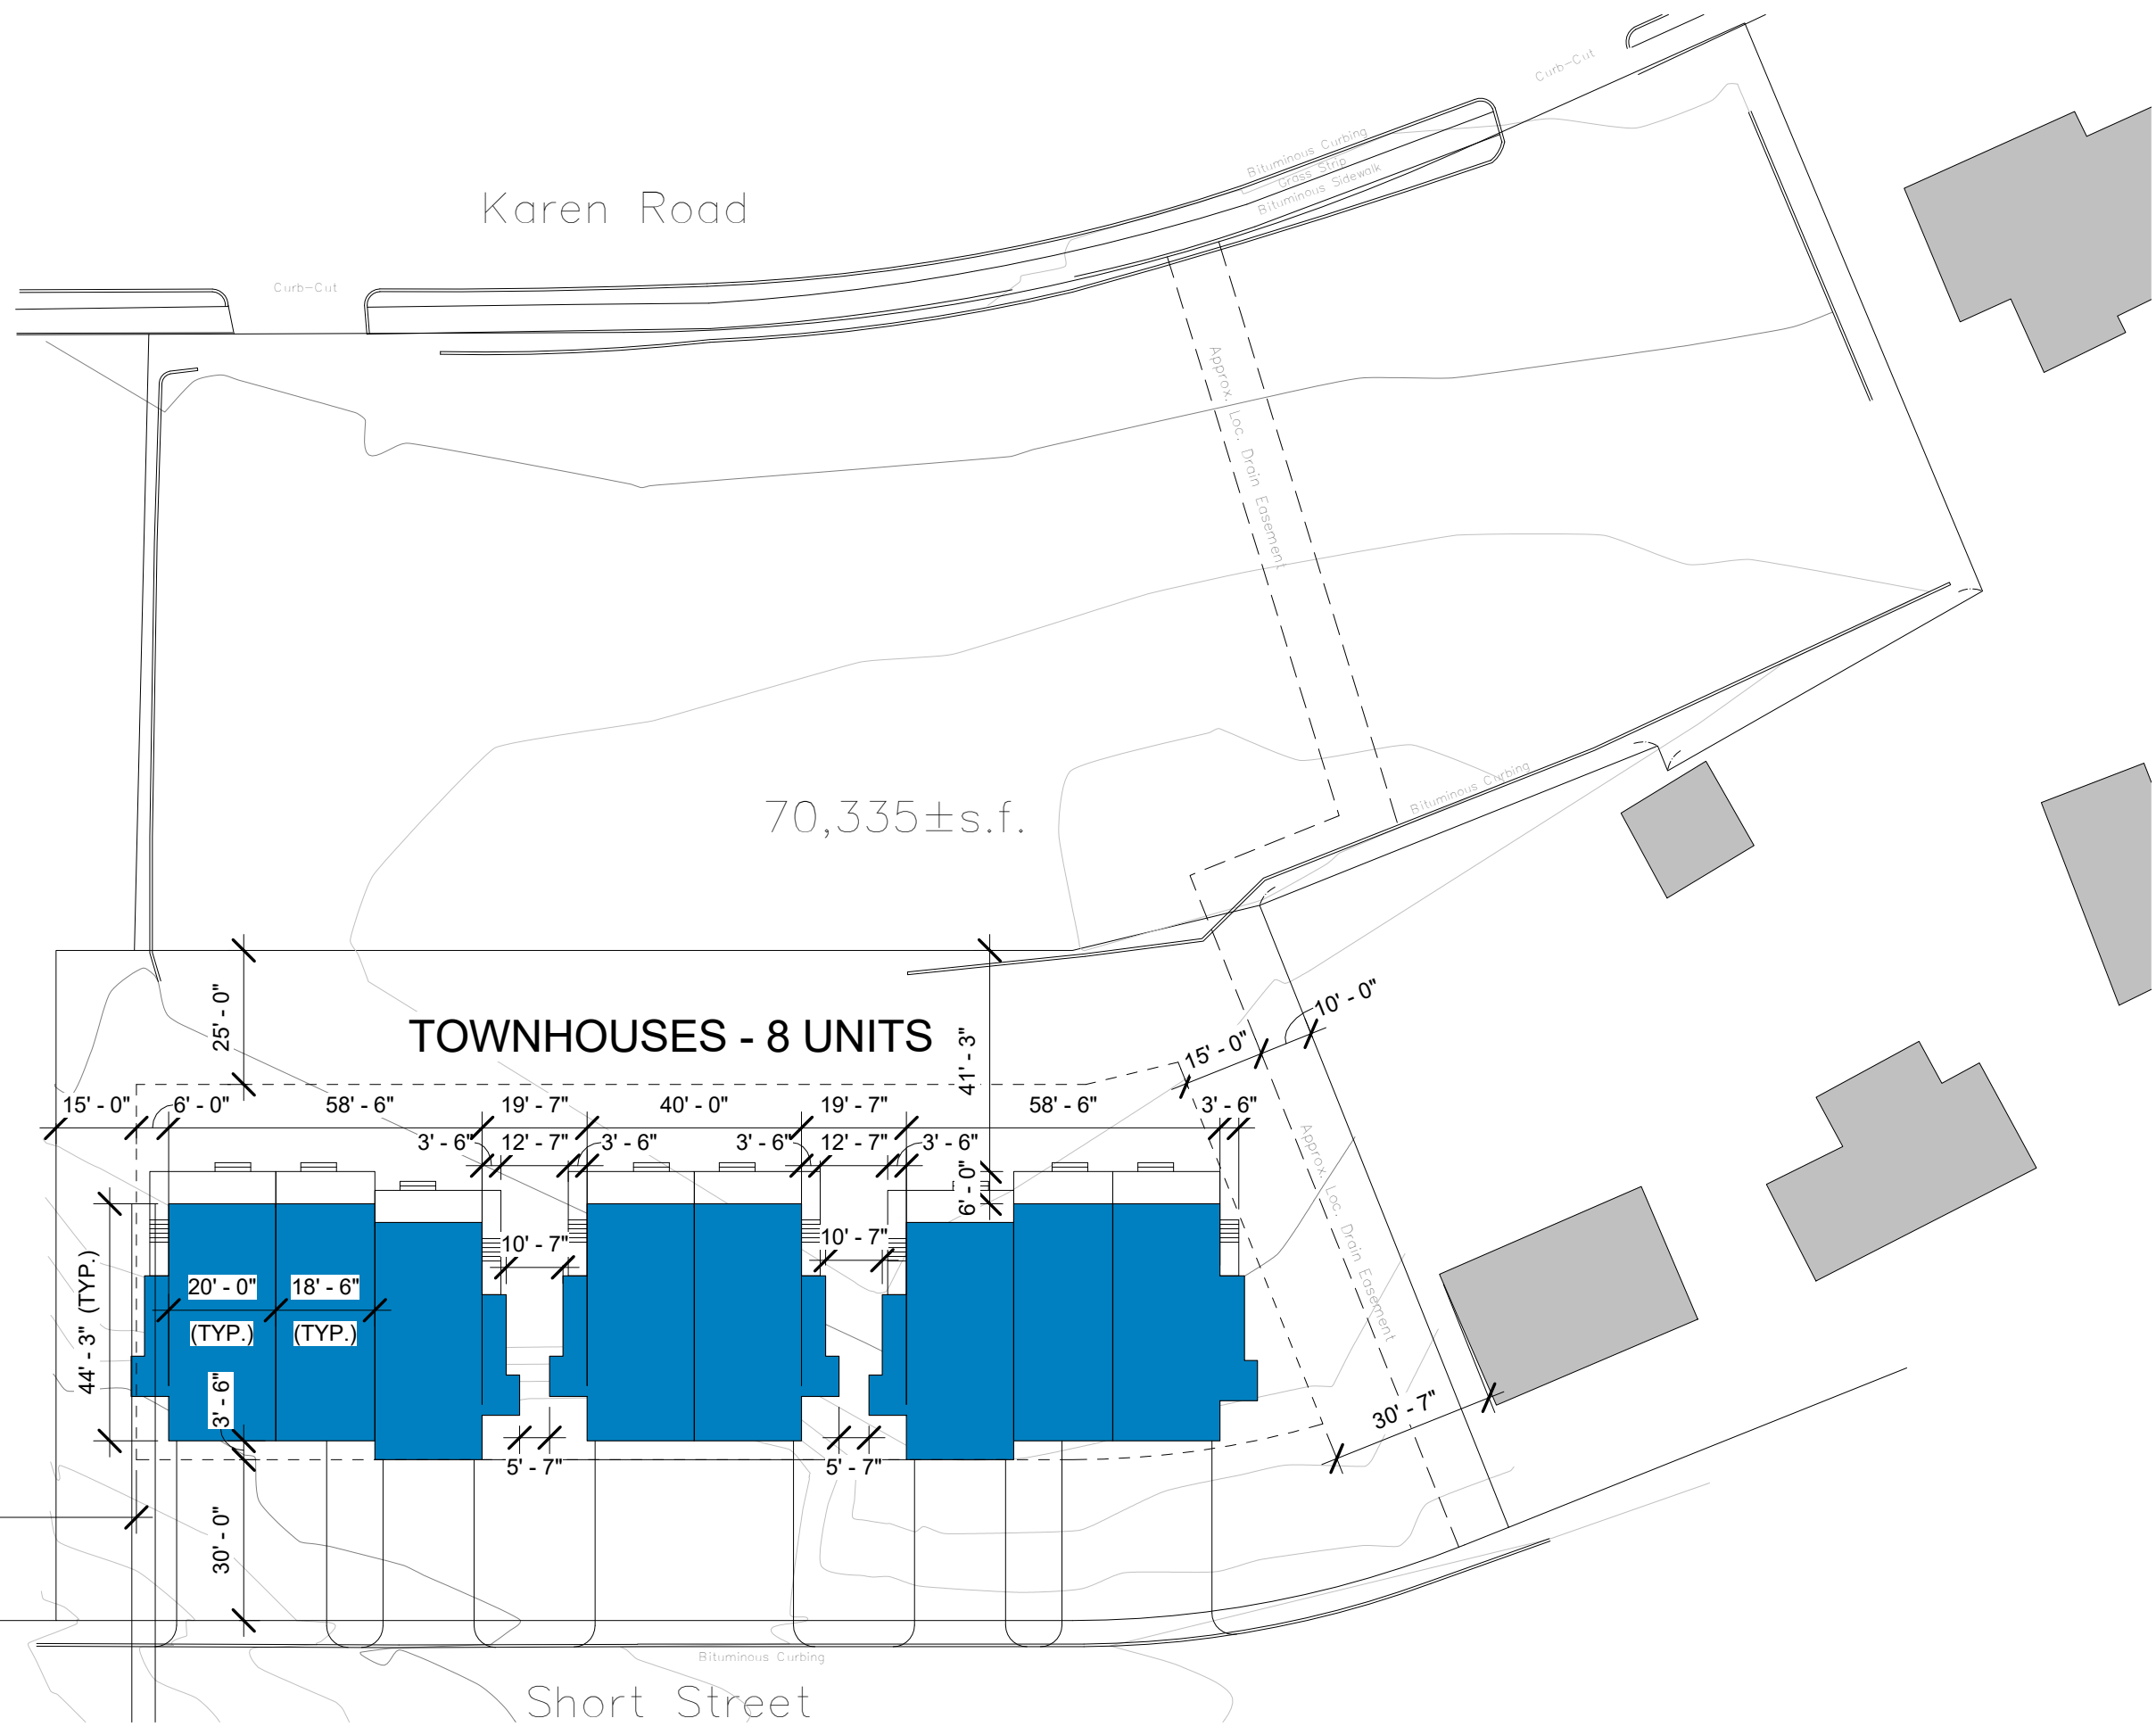 Curb-Cut
Bituminous Curbing
Grass Strip
Bituminous Sidewalk
Karen Road
Curb-Cut
Approx. Loc. Drain Easement
70,335±s.f.
Bituminous Curbing
25' - 0"
TOWNHOUSES - 8 UNITS
41' - 3"
15' - 0"
10' - 0"
15' - 0"
6' - 0"
58' - 6"
19' - 7"
40' - 0"
19' - 7"
58' - 6"
3' - 6"
3' - 6"
12' - 7"
3' - 6"
3' - 6"
12' - 7"
3' - 6"
6' - 0"
Approx. Loc. Drain Easement
10' - 7"
10' - 7"
44' - 3" (TYP.)
20' - 0"
(TYP.)
18' - 6"
(TYP.)
3' - 6"
30' - 7"
5' - 7"
5' - 7"
30' - 0"
Bituminous Curbing
Short Street